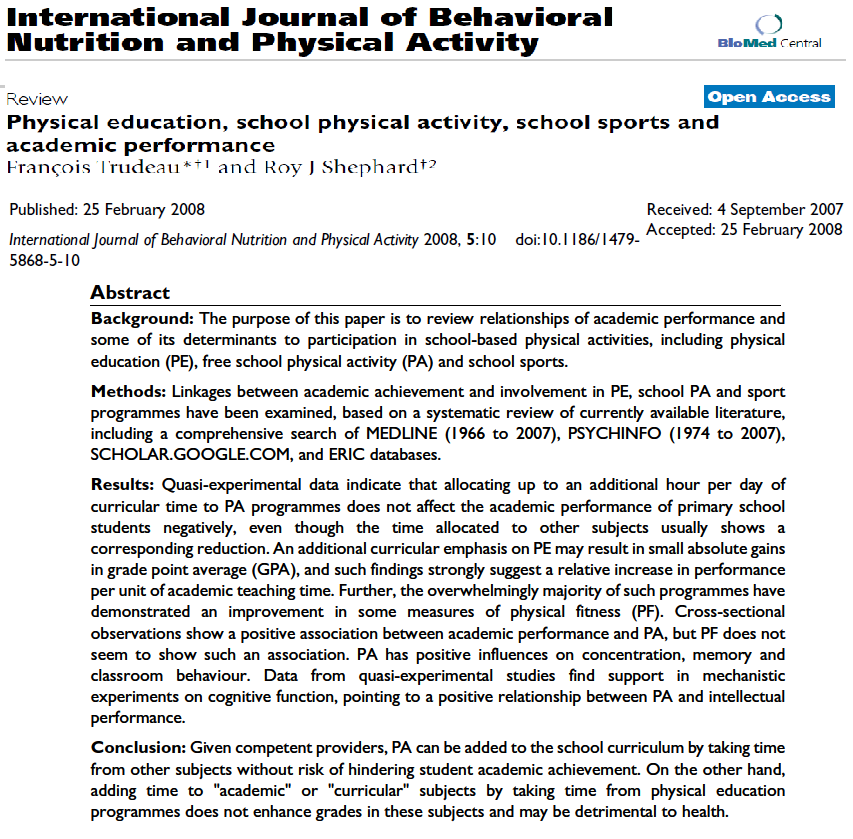 International Journal of Behavioral
Nutrition and Physical Activity
BioMed Central
Review
Open Access
Physical education, school physical activity, school sports and
academic performance
François Trudeau*†1 and Roy J Shephard†2
Published: 25 February 2008
Received: 4 September 2007
Accepted: 25 February 2008
International Journal of Behavioral Nutrition and Physical Activity 2008, 5:10 doi:10.1186/1479-
5868-5-10
Abstract
Background: The purpose of this paper is to review relationships of academic performance and
some of its determinants to participation in school-based physical activities, including physical
education (PE), free school physical activity (PA) and school sports.
Methods: Linkages between academic achievement and involvement in PE, school PA and sport
programmes have been examined, based on a systematic review of currently available literature,
including a comprehensive search of MEDLINE (1966 to 2007), PSYCHINFO (1974 to 2007),
SCHOLAR.GOOGLE.COM, and ERIC databases.
Results: Quasi-experimental data indicate that allocating up to an additional hour per day of
curricular time to PA programmes does not affect the academic performance of primary school
students negatively, even though the time allocated to other subjects usually shows a
corresponding reduction. An additional curricular emphasis on PE may result in small absolute gains
in grade point average (GPA), and such findings strongly suggest a relative increase in performance
per unit of academic teaching time. Further, the overwhelmingly majority of such programmes have
demonstrated an improvement in some measures of physical fitness (PF). Cross-sectional
observations show a positive association between academic performance and PA, but PF does not
seem to show such an association. PA has positive influences on concentration, memory and
classroom behaviour. Data from quasi-experimental studies find support in mechanistic
experiments on cognitive function, pointing to a positive relationship between PA and intellectual
performance.
Conclusion: Given competent providers, PA can be added to the school curriculum by taking time
from other subjects without risk of hindering student academic achievement. On the other hand,
adding time to "academic" or "curricular" subjects by taking time from physical education
programmes does not enhance grades in these subjects and may be detrimental to health.